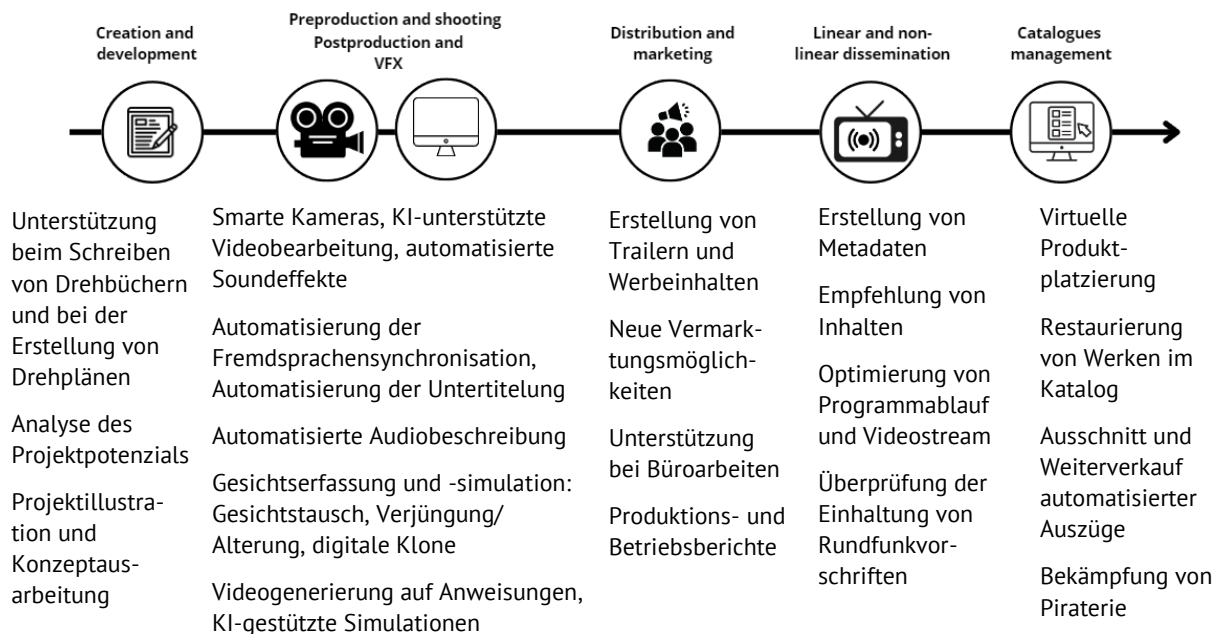 Creation and
development
Preproduction and shooting
Postproduction and
VFX
Distribution and
marketing
Linear and non-
linear dissemination
Catalogues
management
Unterstützung
beim Schreiben
von Drehbüchern
und bei der
Erstellung von
Drehplänen
Analyse des
Projektpotenzials
Projektillustra-
tion und
Konzeptaus-
arbeitung
Smarte Kameras, KI-unterstützte
Videobearbeitung, automatisierte
Soundeffekte
Automatisierung der
Fremdsprachensynchronisation,
Automatisierung der Untertitelung
Automatisierte Audiobeschreibung
Gesichtserfassung und -simulation:
Gesichtstausch, Verjüngung/
Alterung, digitale Klone
Videogenerierung auf Anweisungen,
KI-gestützte Simulationen
Erstellung von
Trailern und
Werbeinhalten
Neue Vermark-
tungsmöglich-
keiten
Unterstützung
bei Büroarbeiten
Produktions- und
Betriebsberichte
Erstellung von
Metadaten
Empfehlung von
Inhalten
Optimierung von
Programmablauf
und Videostream
Überprüfung der
Einhaltung von
Rundfunkvor-
schriften
Virtuelle
Produkt-
platzierung
Restaurierung
von Werken im
Katalog
Ausschnitt und
Weiterverkauf
automatisierter
Auszüge
Bekämpfung von
Piraterie